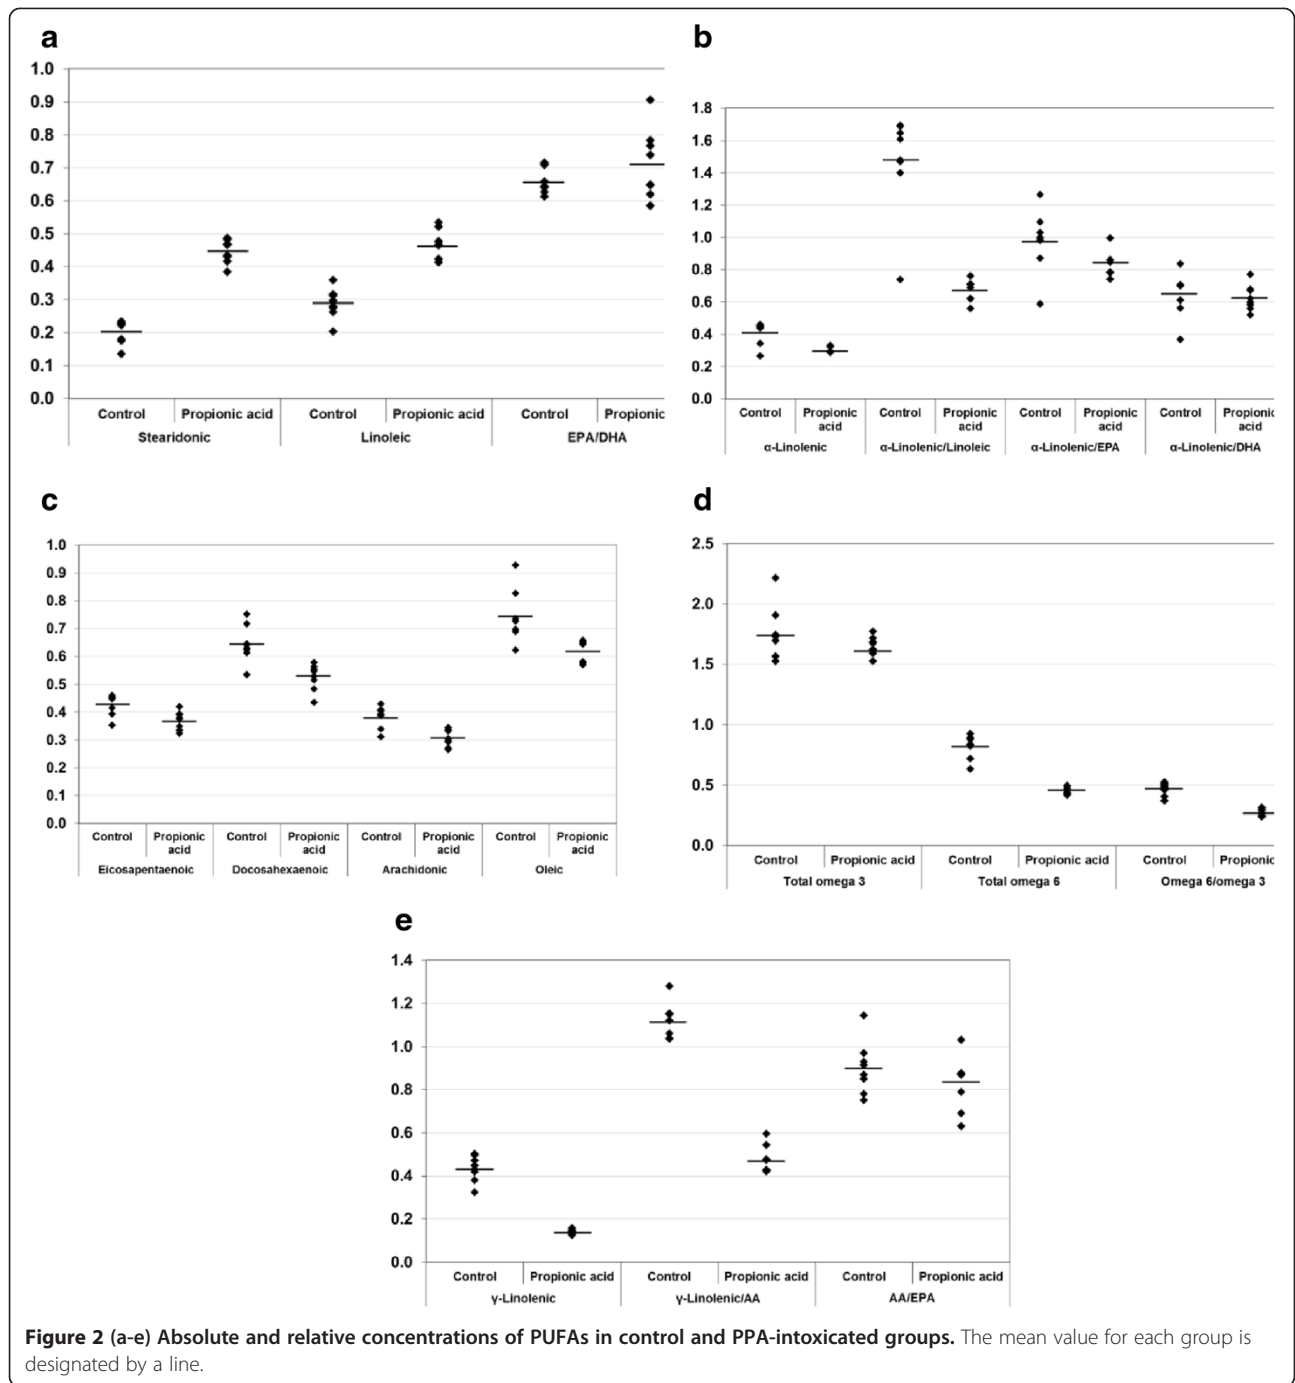 a
1.0
0.9
0.8
0.7
0.6
0.5
0.4
0.3
0.2
0.1
0.0
Control Propionic acid Control Propionic acid Control Propionic
Stearidonic Linoleic EPA/DHA
b
1.8
1.6
1.4
1.2
1.0
0.8
0.6
0.4
0.2
0.0
Control Propionic Control Propionic Control Propionic Control Propionic
acid acid acid acid
α-Linolenic α-Linolenic/Linoleic α-Linolenic/EPA α-Linolenic/DHA
c
1.0
0.9
0.8
0.7
0.6
0.5
0.4
0.3
0.2
0.1
0.0
Control Propionic Control Propionic Control Propionic Control Propionic
acid acid acid acid
Eicosapentaenoic Docosahexaenoic Arachidonic Oleic
d
2.5
2.0
1.5
1.0
0.5
0.0
Control Propionic acid Control Propionic acid Control Propionic
Total omega 3 Total omega 6 Omega 6/omega 3
e
1.4
1.2
1.0
0.8
0.6
0.4
0.2
0.0
Control Propionic acid Control Propionic acid Control Propionic acid
γ-Linolenic γ-Linolenic/AA AA/EPA
Figure 2 (a-e) Absolute and relative concentrations of PUFAs in control and PPA-intoxicated groups. The mean value for each group is
designated by a line.